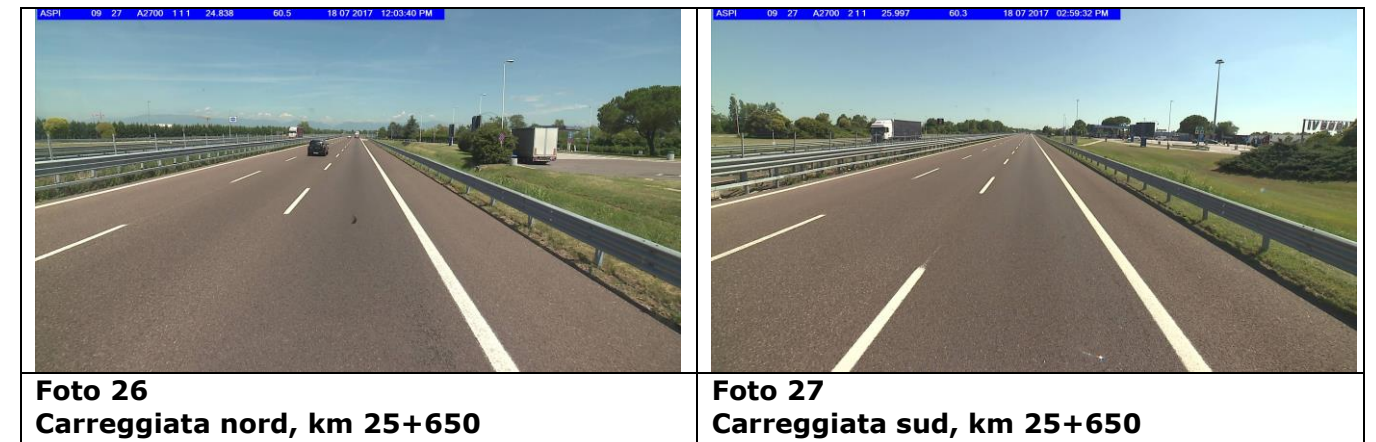 ASPI 09 27 A2700 1 1 1 24.838 60.5 18 07 2017 12:03:40 PM
ASPI 09 27 A2700 2 1 1 25.997 60.3 18 07 2017 02:59:32 PM
Foto 26
Carreggiata nord, km 25+650
Foto 27
Carreggiata sud, km 25+650